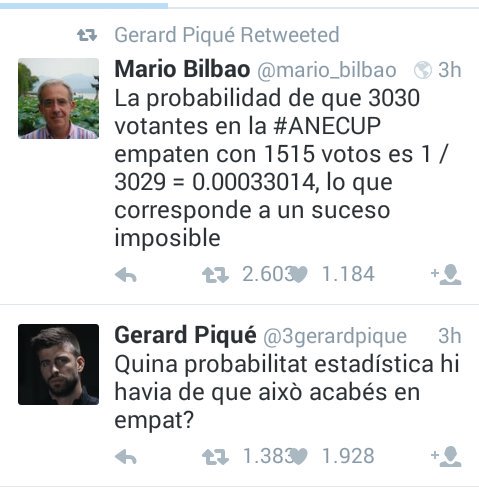 Gerard Piqué Retweeted
Mario Bilbao @mario_bilbao 3h
La probabilidad de que 3030
votantes en la #ANECUP
empaten con 1515 votos es 1 /
3029 = 0.00033014, lo que
corresponde a un suceso
imposible
2.603 1.184
Gerard Piqué @3gerardpique 3h
Quina probabilitat estadística hi
havia de que això acabés en
empat?
1.383 1.928